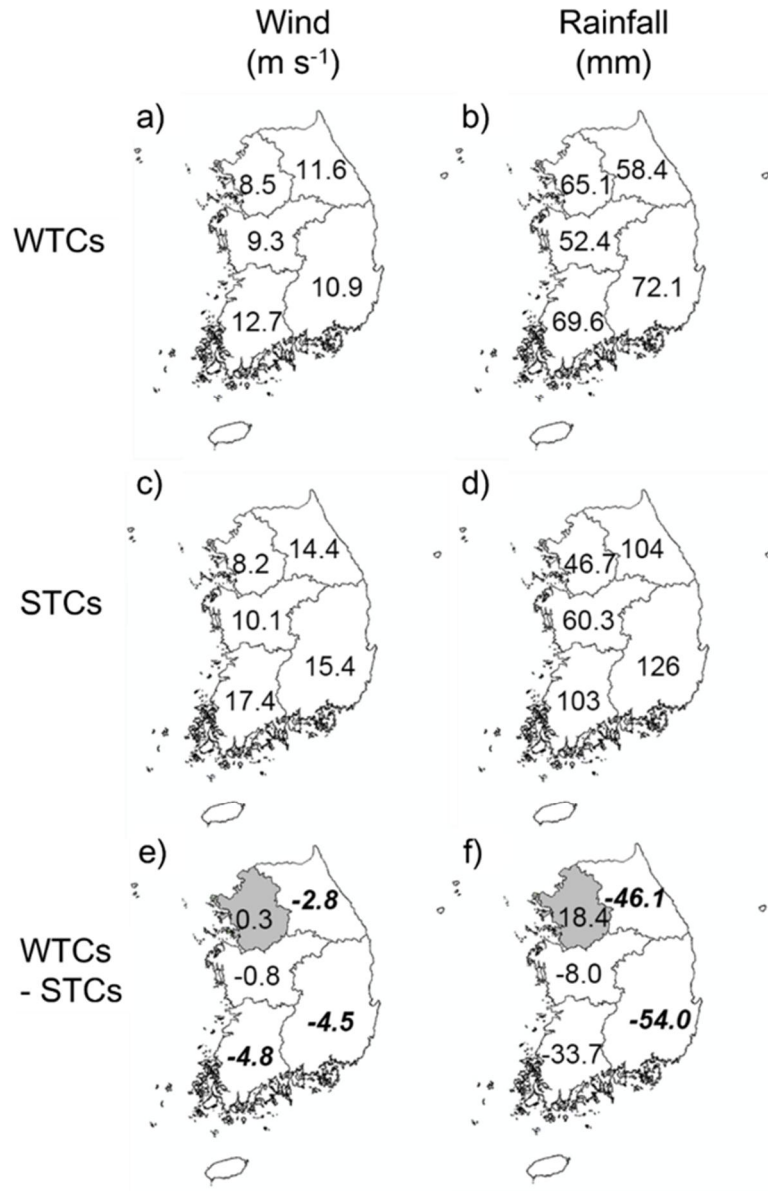 Wind Rainfall
(m s-1) (mm)
a) b)
11.6 58.4
8.5 65.1
WTCs 9.3 52.4
10.9 72.1
12.7 69.6
c) d)
14.4 104
8.2 46.7
STCs 10.1 60.3
15.4 126
17.4 103
e) f)
-2.8 -46.1
0.3 18.4
WTCs
- STCs -0.8 -8.0
-4.5 -54.0
-4.8 -33.7